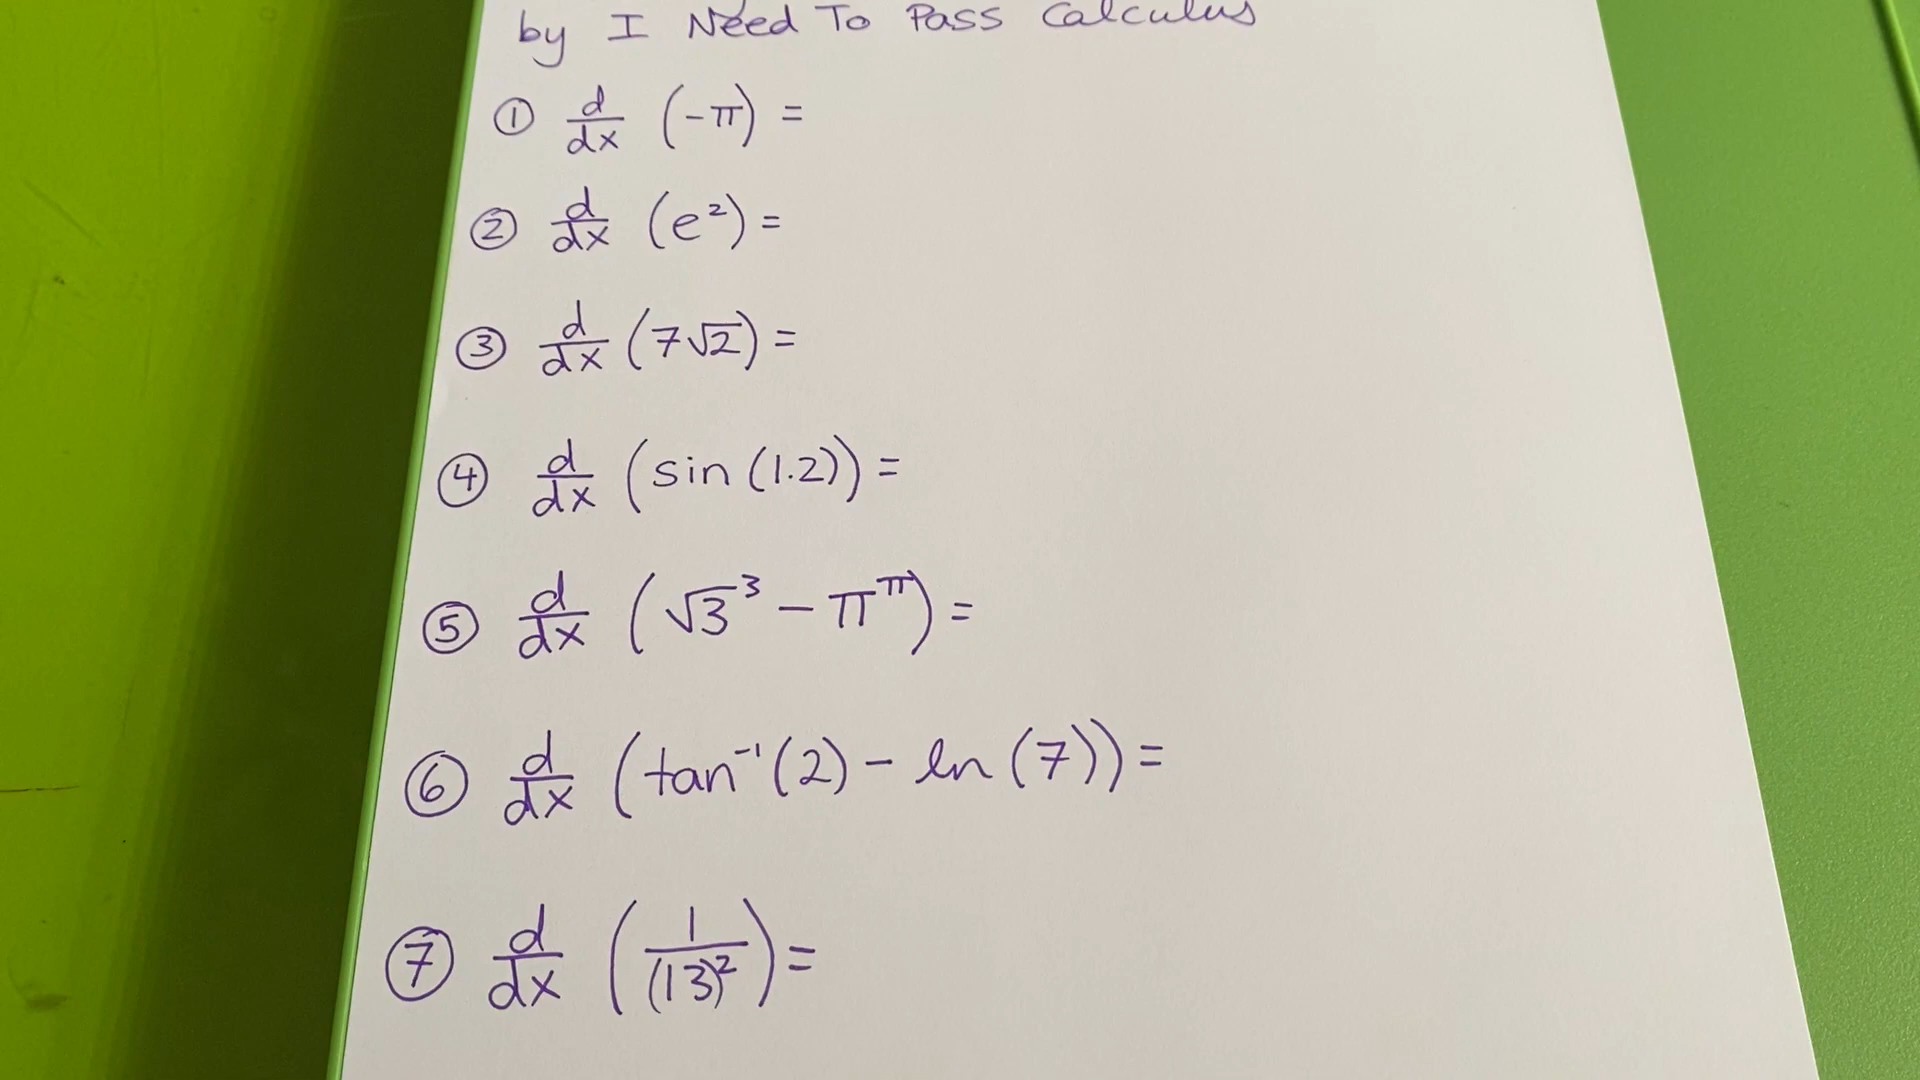 by I Need To Pass Calculus
① d/dx (-π) =
② d/dx (e²) =
③ d/dx (7√2) =
④ d/dx (sin (1.2)) =
⑤ d/dx (√3³ - π^π) =
⑥ d/dx (tan⁻¹(2) - ln (7)) =
⑦ d/dx (1/(13)²) =